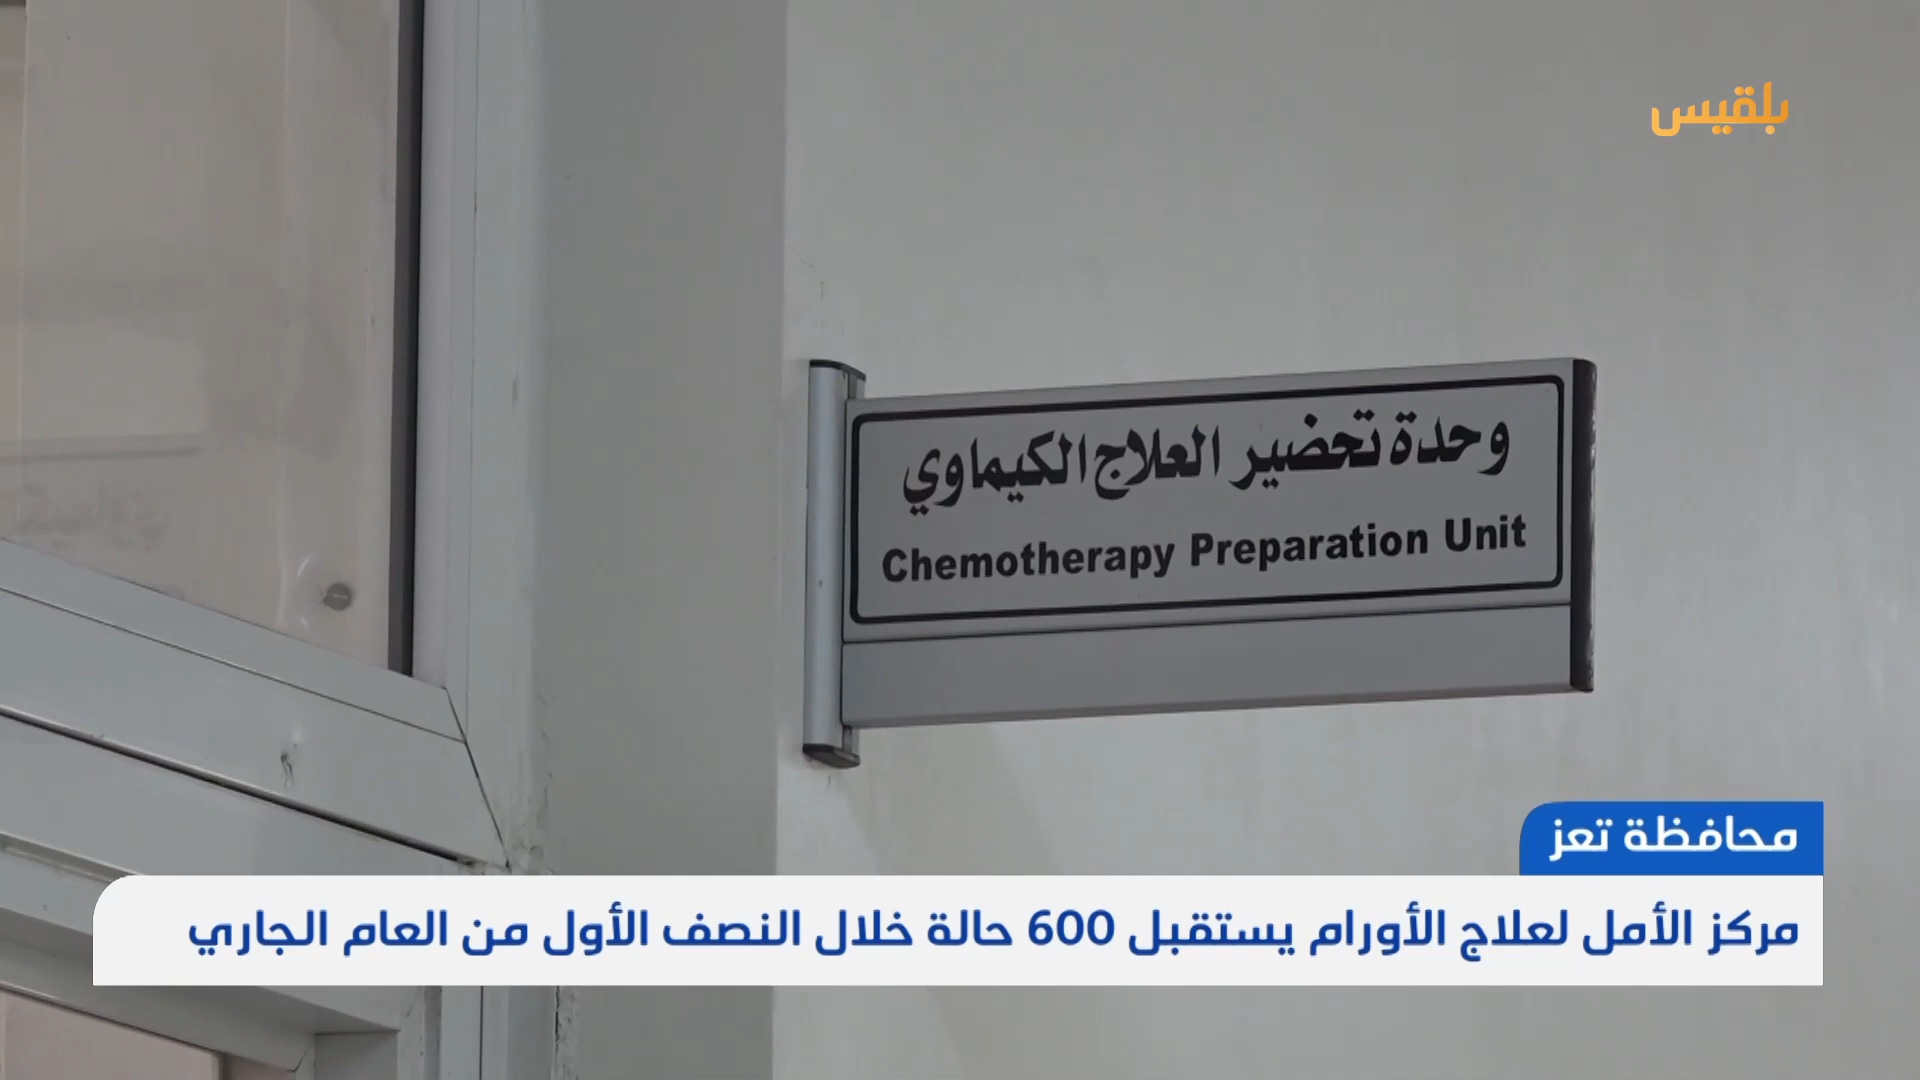 بلقيس
وحدة تحضير العلاج الكيماوي
Chemotherapy Preparation Unit
محافظة تعز
مركز الأمل لعلاج الأورام يستقبل 600 حالة خلال النصف الأول من العام الجاري